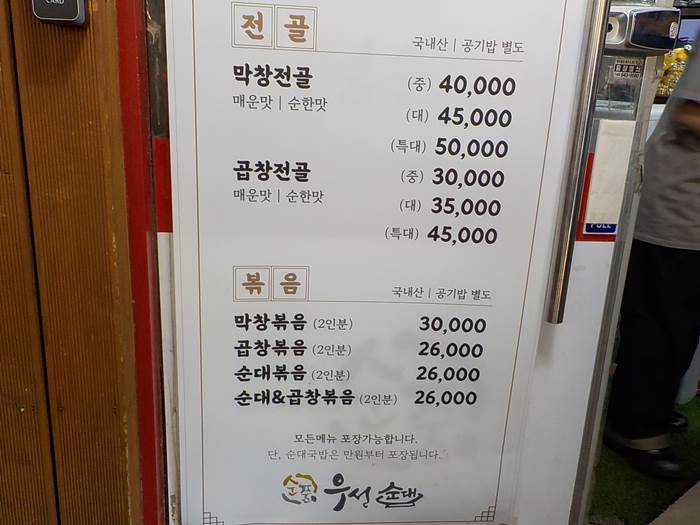 CARD
전골
국내산 | 공기밥 별도
막창전골 (중) 40,000
매운맛 | 순한맛 (대) 45,000
(특대) 50,000
곱창전골 (중) 30,000
매운맛 | 순한맛 (대) 35,000
(특대) 45,000
볶음
국내산 | 공기밥 별도
막창볶음 (2인분) 30,000
곱창볶음 (2인분) 26,000
순대볶음 (2인분) 26,000
순대&곱창볶음 (2인분) 26,000
모든메뉴 포장가능합니다.
단, 순대국밥은 만원부터 포장됩니다.
순품 우설 순대
PULL